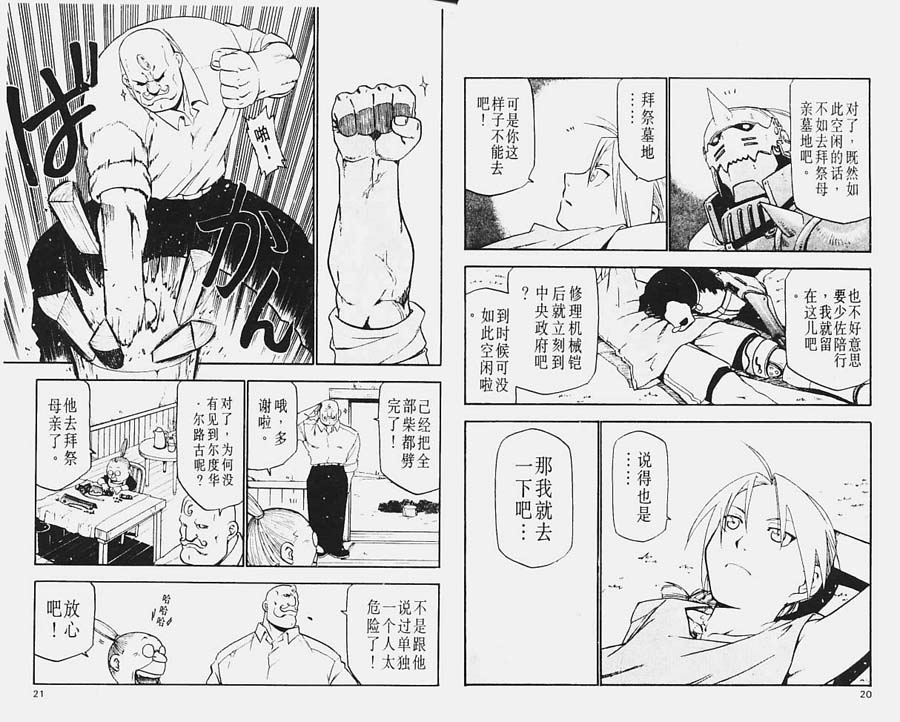 对了，既然如
此空闲的话，
不如去拜祭母
亲墓地吧。
拜祭墓地
……
可是你这
样子不能去
吧！
也不好意思
要少佐陪行
，我就留
在这儿吧
修理机械铠
后就立刻到
中央政府吧
？
到时候可没
如此空闲啦
说得也是
……
那我就去
一下吧…
20
啪！
ばかん
已经把全
部柴都劈
完了！
哦，多
谢啦。
对了，为何没
有见到尔度华
·尔路古呢？
他去拜祭
母亲了。
不是跟他
说过单独
一个人太
危险了！
哈哈哈
放心
吧！
21